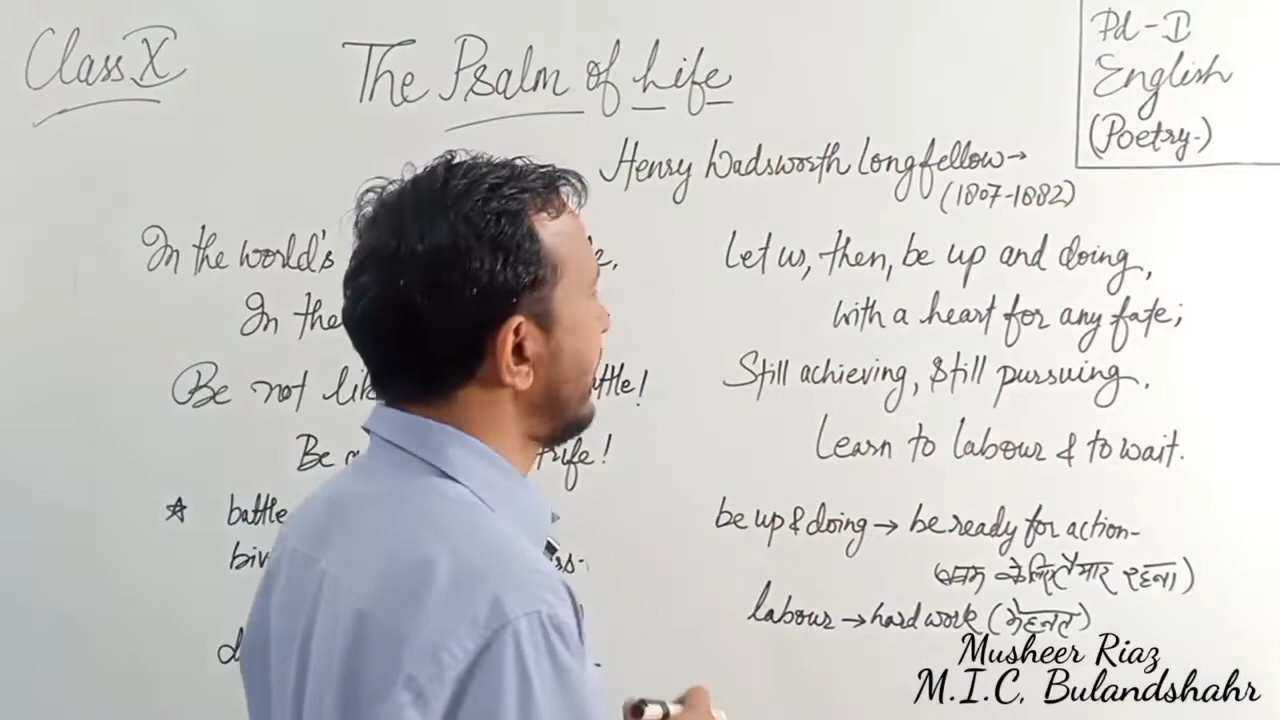 Class X
The Psalm of Life
Pd - I
English
(Poetry.)
Henry Wadsworth Longfellow→
(1807-1882)
In the world's
In the
Be not ttle!
Be trife!
★ battle
Let us, then, be up and doing,
with a heart for any fate;
Still achieving, still pursuing.
Learn to labour & to wait.
be up & doing → be ready for action-
के लिए तैयार रहना)
labour → hard work (मेहनत)
Musheer Riaz
M.I.C. Bulandshahr